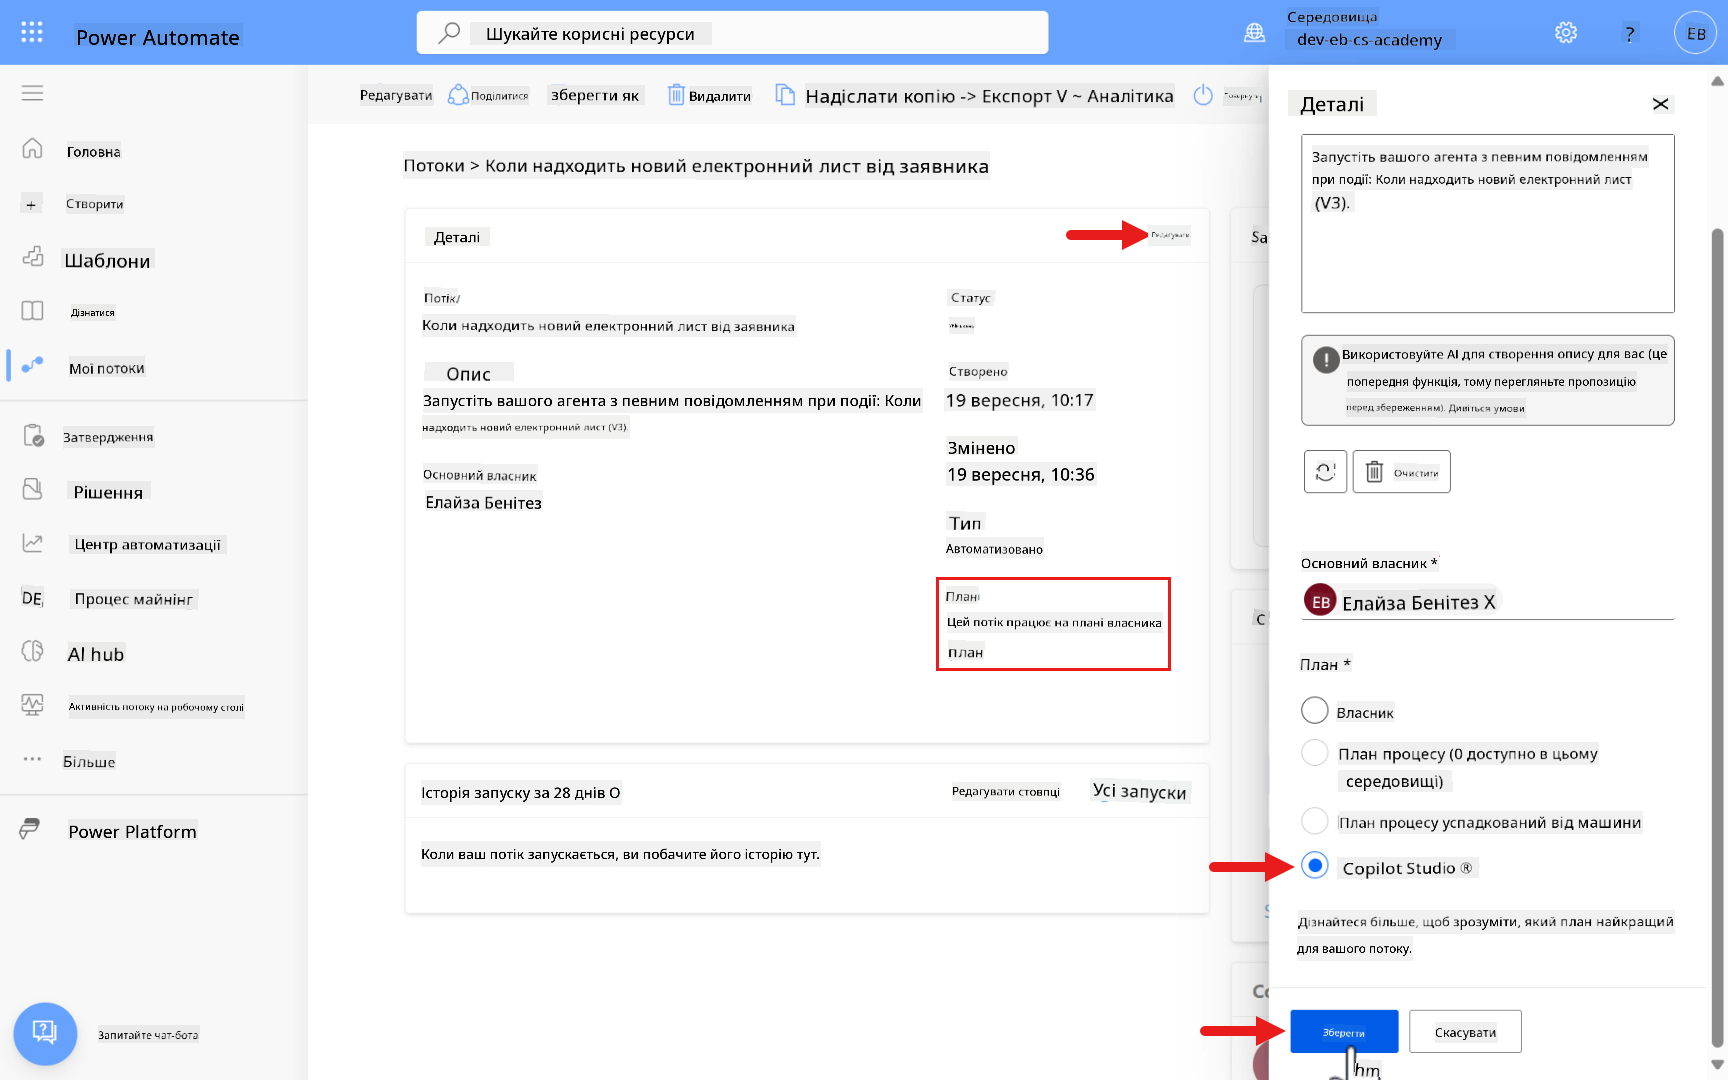 Power Automate
Шукайте корисні ресурси
Середовища
dev-eb-cs-academy
?
EB
Редагувати
Поділитися
зберегти як
Видалити
Надіслати копію -> Експорт V ~ Аналітика
Головна
+ Створити
Шаблони
Дізнатися
Мої потоки
Затвердження
Рішення
Центр автоматизації
DE,
Процес майнінг
AI hub
Активність потоку на робочому столі
Більше
Power Platform
Запитайте чат-бота
Потоки > Коли надходить новий електронний лист від заявника
Деталі
Редагувати
Потік/
Коли надходить новий електронний лист від заявника
Опис
Запустіть вашого агента з певним повідомленням при події: Коли
надходить новий електронний лист (V3).
Основний власник
Елайза Бенітез
Статус
Створено
19 вересня, 10:17
Змінено
19 вересня, 10:36
Тип
Автоматизовано
План
Цей потік працює на плані власника
план
Історія запуску за 28 днів О
Редагувати стовпці
Усі запуски
Коли ваш потік запускається, ви побачите його історію тут.
Sa
С
Co
Деталі
Запустіть вашого агента з певним повідомленням
при події: Коли надходить новий електронний лист
(V3).
Використовуйте AI для створення опису для вас (це
попередня функція, тому перегляньте пропозицію
перед збереженням). Дивіться умови
Очистити
Основний власник *
EB
Елайза Бенітез X
План *
Власник
План процесу (0 доступно в цьому
середовищі)
План процесу успадкований від машини
Copilot Studio ®
Дізнайтеся більше, щоб зрозуміти, який план найкращий
для вашого потоку.
Зберегти
Скасувати
hm